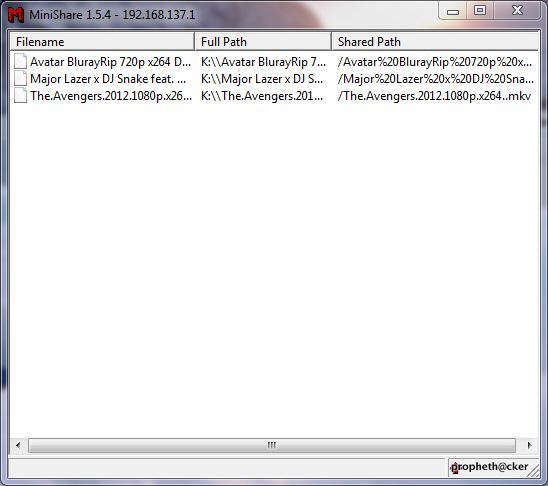 MiniShare 1.5.4 - 192.168.137.1
Filename Full Path Shared Path
Avatar BlurayRip 720p x264 D... K:\\Avatar BlurayRip 7... /Avatar%20BlurayRip%20720p%20x...
Major Lazer x DJ Snake feat. ... K:\\Major Lazer x DJ S... /Major%20Lazer%20x%20DJ%20Sna...
The.Avengers.2012.1080p.x26... K:\\The.Avengers.201... /The.Avengers.2012.1080p.x264..mkv
propheth@cker